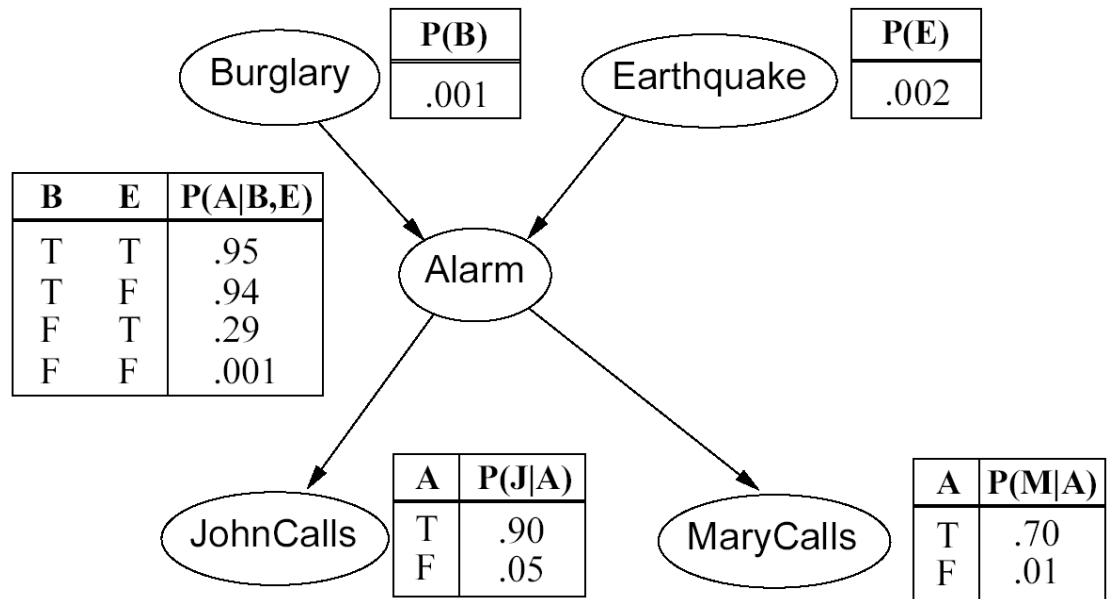 Burglary
P(B)
.001
Earthquake
P(E)
.002
B E P(A|B,E)
T T .95
T F .94
F T .29
F F .001
Alarm
JohnCalls
A P(J|A)
T .90
F .05
MaryCalls
A P(M|A)
T .70
F .01